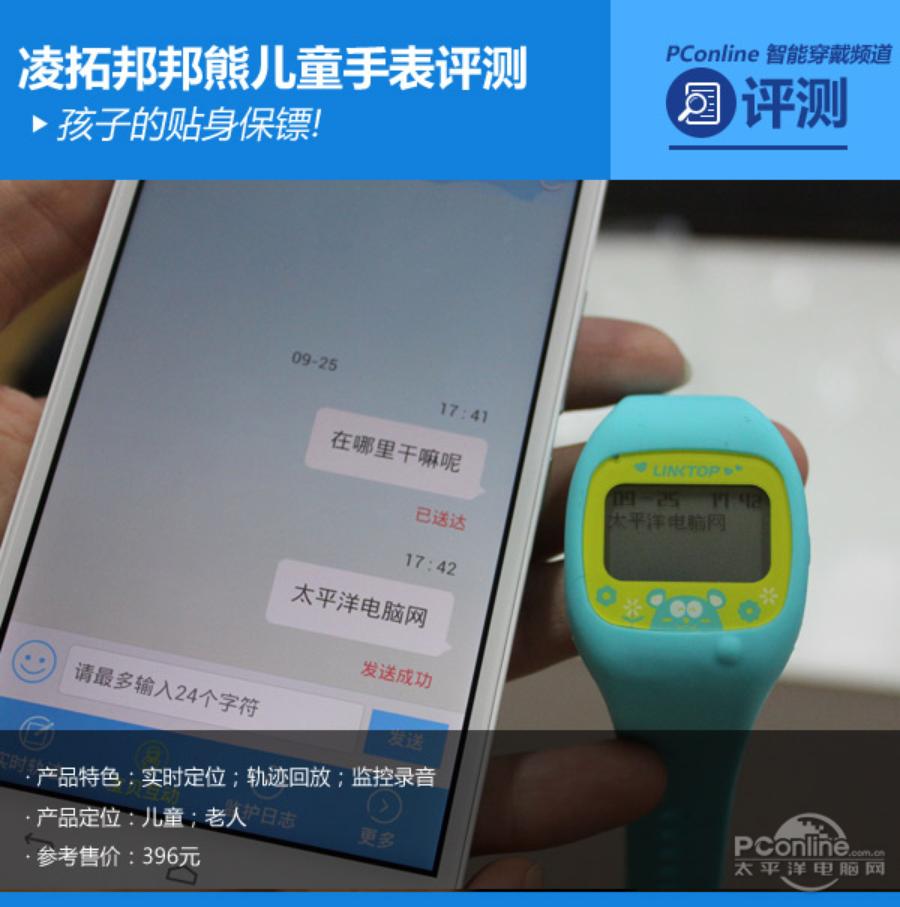 凌拓邦邦熊儿童手表评测
孩子的贴身保镖!
PConline 智能穿戴频道
评测
09-25
17:41
在哪里干嘛呢
已送达
17:42
太平洋电脑网
发送成功
请最多输入24个字符
发送
LINKTOP
09-25 17:42
太平洋电脑网
护日志
更多
· 产品特色：实时定位；轨迹回放；监控录音
· 产品定位：儿童；老人
· 参考售价：396元
PConline.com.cn
太平洋电脑网